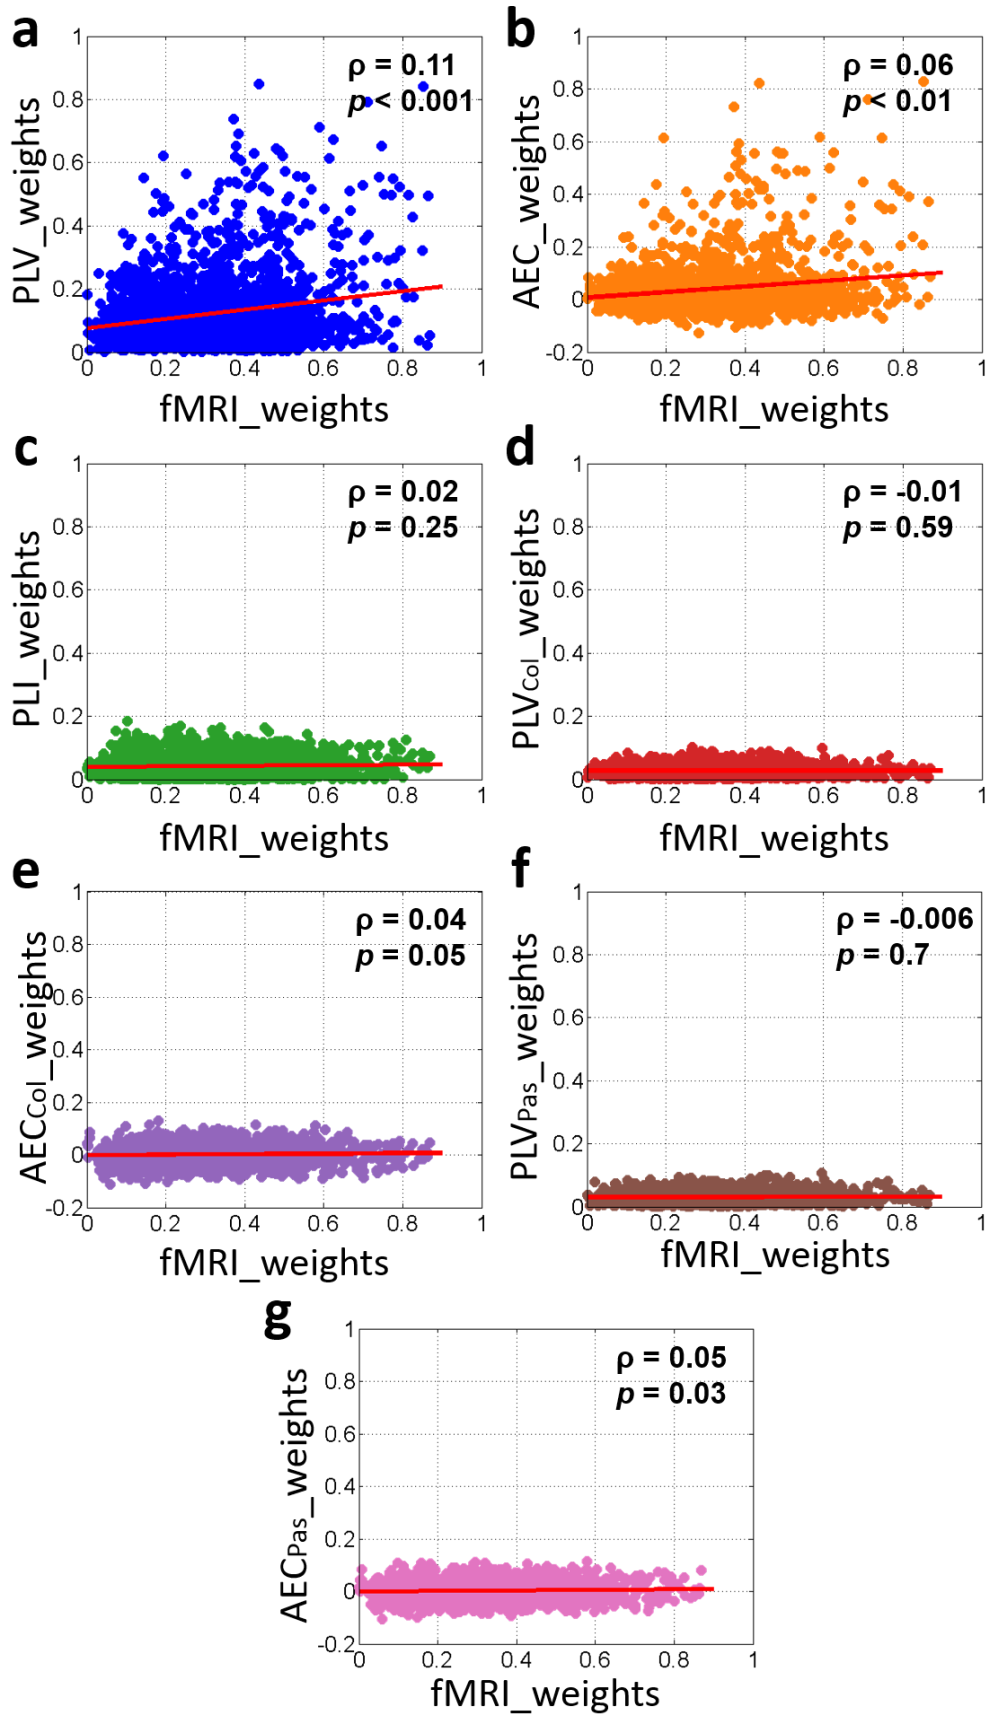 a
ρ = 0.11
p < 0.001
PLV_weights
1
0.8
0.6
0.4
0.2
0
0 0.2 0.4 0.6 0.8 1
fMRI_weights
b
ρ = 0.06
p < 0.01
AEC_weights
1
0.8
0.6
0.4
0.2
0
-0.2
0 0.2 0.4 0.6 0.8 1
fMRI_weights
c
ρ = 0.02
p = 0.25
PLI_weights
1
0.8
0.6
0.4
0.2
0
0 0.2 0.4 0.6 0.8 1
fMRI_weights
d
ρ = -0.01
p = 0.59
PLVCol_weights
1
0.8
0.6
0.4
0.2
0
0 0.2 0.4 0.6 0.8 1
fMRI_weights
e
ρ = 0.04
p = 0.05
AECCol_weights
1
0.8
0.6
0.4
0.2
0
-0.2
0 0.2 0.4 0.6 0.8 1
fMRI_weights
f
ρ = -0.006
p = 0.7
PLVPas_weights
1
0.8
0.6
0.4
0.2
0
0 0.2 0.4 0.6 0.8 1
fMRI_weights
g
ρ = 0.05
p = 0.03
AECPas_weights
1
0.8
0.6
0.4
0.2
0
-0.2
0 0.2 0.4 0.6 0.8 1
fMRI_weights